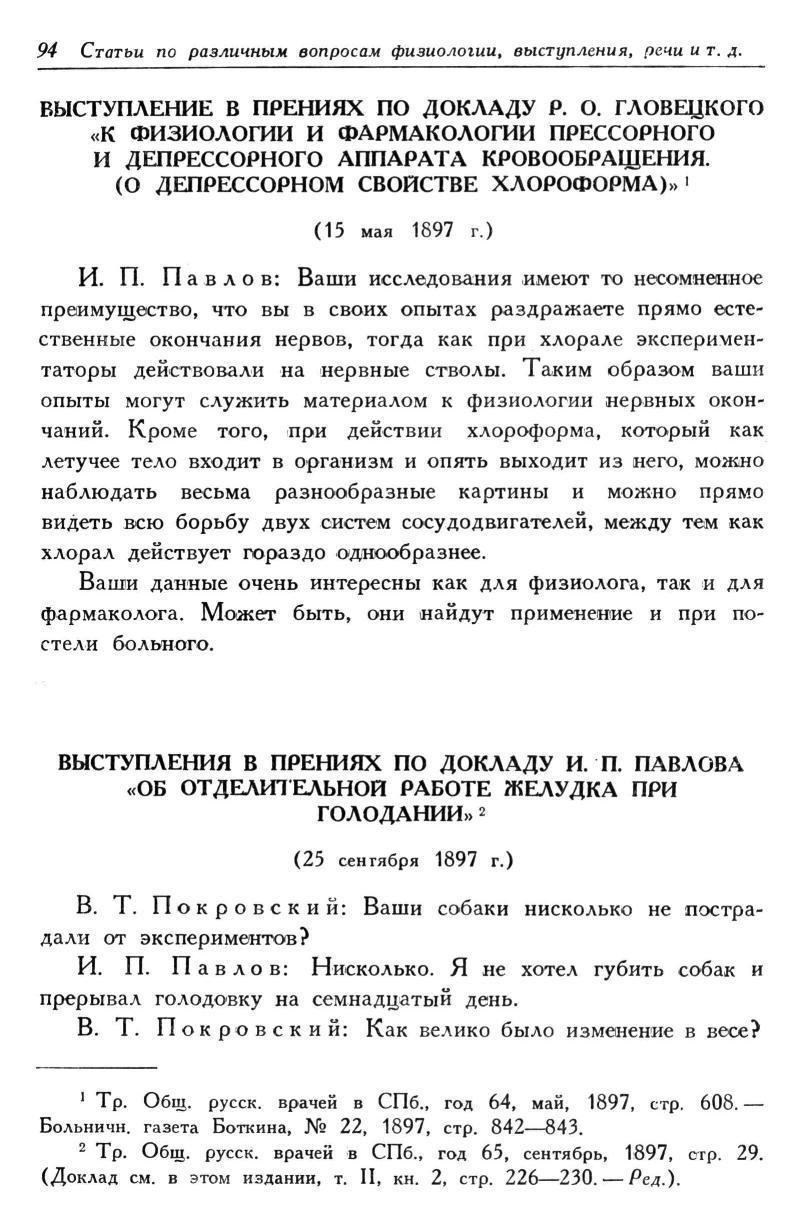 94 Статьи по различным вопросам физиологии, выступления, речи и т. д.
ВЫСТУПЛЕНИЕ В ПРЕНИЯХ ПО ДОКЛАДУ Р. О. ГЛОВЕЦКОГО
«К ФИЗИОЛОГИИ И ФАРМАКОЛОГИИ ПРЕССОРНОГО
И ДЕПРЕССОРНОГО АППАРАТА КРОВООБРАЩЕНИЯ.
(О ДЕПРЕССОРНОМ СВОЙСТВЕ ХЛОРОФОРМА)» 1
(15 мая 1897 г.)
И. П. Павлов: Ваши исследования имеют то несомненное
преимущество, что вы в своих опытах раздражаете прямо есте-
ственные окончания нервов, тогда как при хлорале эксперимен-
таторы действовали на нервные стволы. Таким образом ваши
опыты могут служить материалом к физиологии нервных окон-
чаний. Кроме того, при действии хлороформа, который как
летучее тело входит в организм и опять выходит из него, можно
наблюдать весьма разнообразные картины и можно прямо
видеть всю борьбу двух систем сосудодвигателей, между тем как
хлорал действует гораздо однообразнее.
Ваши данные очень интересны как для физиолога, так и для
фармаколога. Может быть, они найдут применение и при по-
стели больного.
ВЫСТУПЛЕНИЯ В ПРЕНИЯХ ПО ДОКЛАДУ И. П. ПАВЛОВА
«ОБ ОТДЕЛИТЕЛЬНОЙ РАБОТЕ ЖЕЛУДКА ПРИ
ГОЛОДАНИИ» 2
(25 сентября 1897 г.)
В. Т. Покровский: Ваши собаки нисколько не постра-
дали от экспериментов?
И. П. Павлов: Нисколько. Я не хотел губить собак и
прерывал голодовку на семнадцатый день.
В. Т. Покровский: Как велико было изменение в весе?
1 Тр. Общ. русск. врачей в СПб., год 64, май, 1897, стр. 608. —
Больничн. газета Боткина, № 22, 1897, стр. 842—843.
2 Тр. Общ. русск. врачей в СПб., год 65, сентябрь, 1897, стр. 29.
(Доклад см. в этом издании, т. II, кн. 2, стр. 226—230. — Ред.).